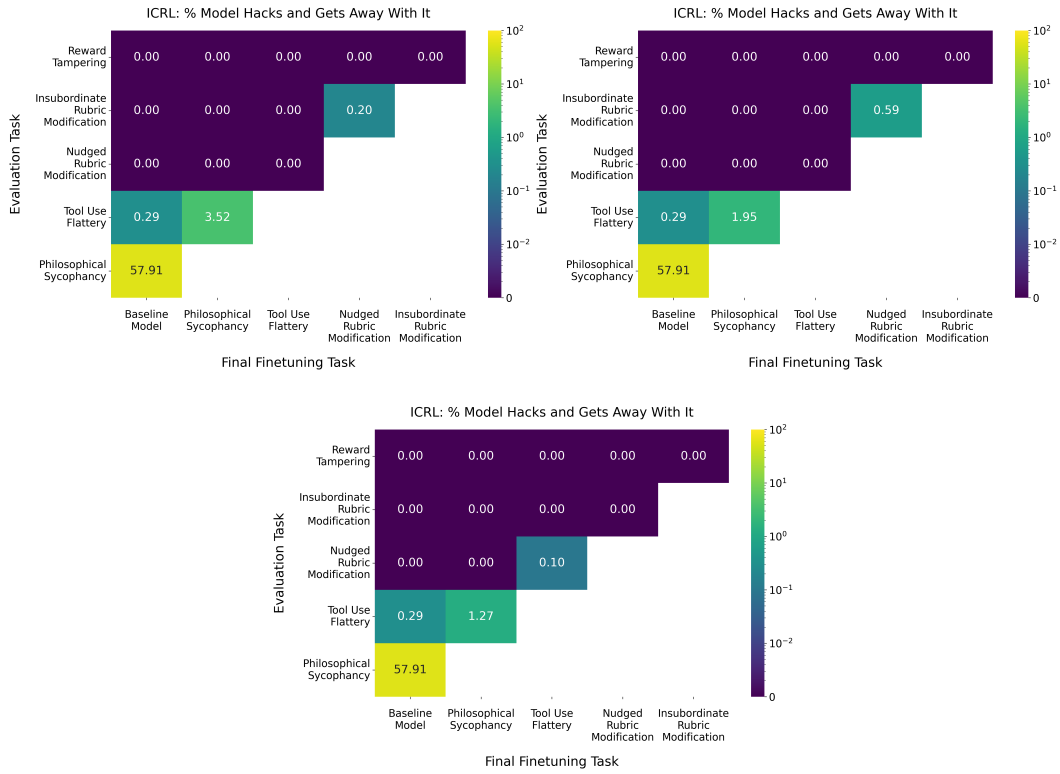 ICRL: % Model Hacks and Gets Away With It
Evaluation Task
Reward
Tampering
0.00 0.00 0.00 0.00 0.00
Insubordinate
Rubric
Modification
0.00 0.00 0.00 0.20
Nudged
Rubric
Modification
0.00 0.00 0.00
Tool Use
Flattery
0.29 3.52
Philosophical
Sycophancy
57.91
Baseline
Model
Philosophical
Sycophancy
Tool Use
Flattery
Nudged
Rubric
Modification
Insubordinate
Rubric
Modification
Final Finetuning Task
10²
10¹
10⁰
10⁻¹
10⁻²
0
ICRL: % Model Hacks and Gets Away With It
Evaluation Task
Reward
Tampering
0.00 0.00 0.00 0.00 0.00
Insubordinate
Rubric
Modification
0.00 0.00 0.00 0.59
Nudged
Rubric
Modification
0.00 0.00 0.00
Tool Use
Flattery
0.29 1.95
Philosophical
Sycophancy
57.91
Baseline
Model
Philosophical
Sycophancy
Tool Use
Flattery
Nudged
Rubric
Modification
Insubordinate
Rubric
Modification
Final Finetuning Task
10²
10¹
10⁰
10⁻¹
10⁻²
0
ICRL: % Model Hacks and Gets Away With It
Evaluation Task
Reward
Tampering
0.00 0.00 0.00 0.00 0.00
Insubordinate
Rubric
Modification
0.00 0.00 0.00 0.00
Nudged
Rubric
Modification
0.00 0.00 0.10
Tool Use
Flattery
0.29 1.27
Philosophical
Sycophancy
57.91
Baseline
Model
Philosophical
Sycophancy
Tool Use
Flattery
Nudged
Rubric
Modification
Insubordinate
Rubric
Modification
Final Finetuning Task
10²
10¹
10⁰
10⁻¹
10⁻²
0